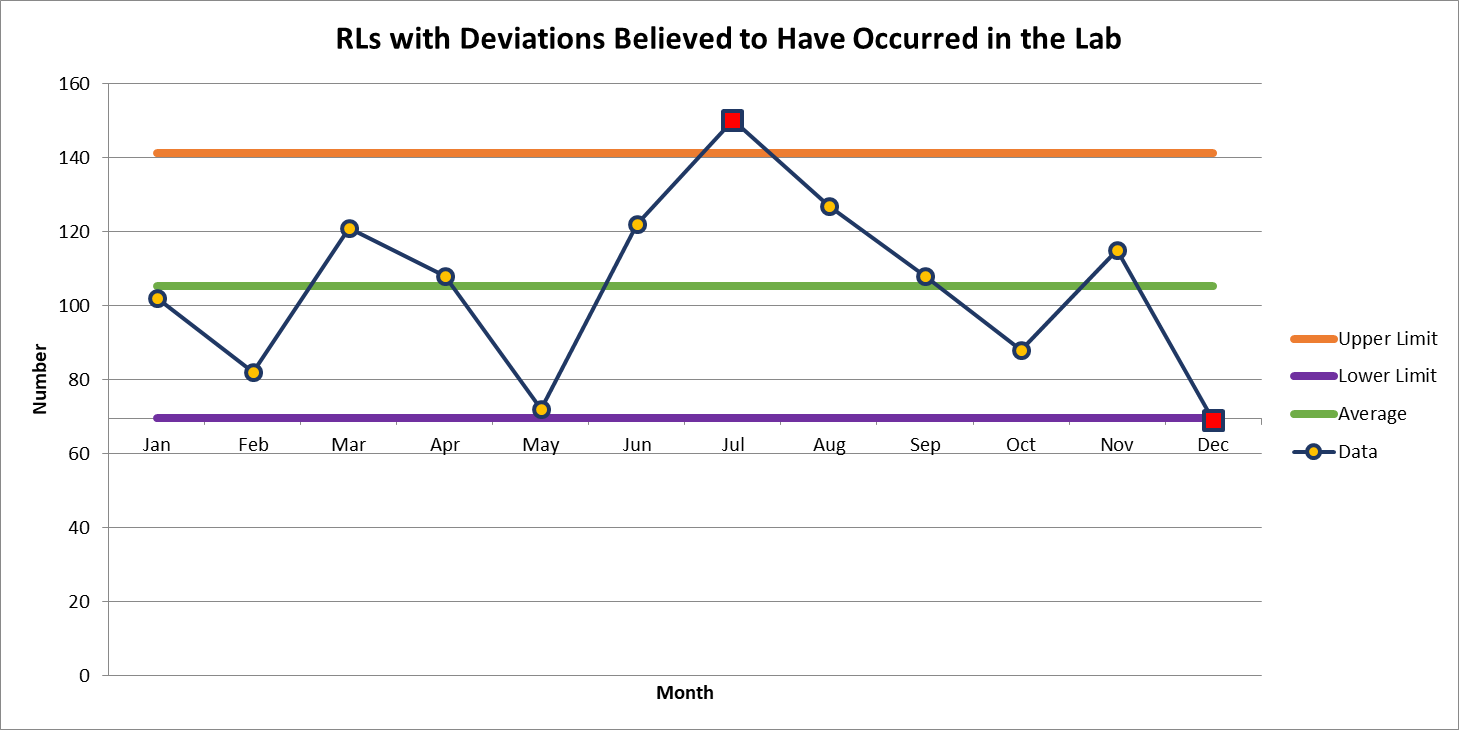 RLs with Deviations Believed to Have Occurred in the Lab
160
140
120
100
80
60
40
20
0
Number
Jan Feb Mar Apr May Jun Jul Aug Sep Oct Nov Dec
Month
Upper Limit
Lower Limit
Average
Data